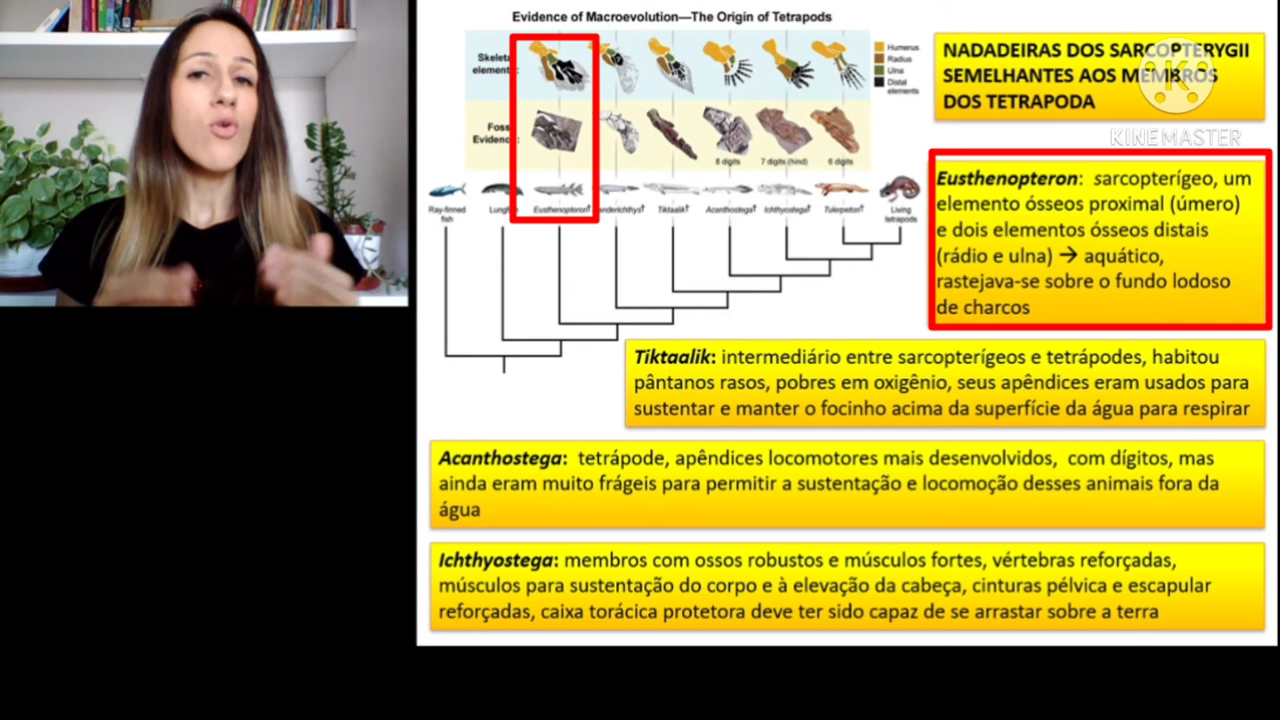 Evidence of Macroevolution—The Origin of Tetrapods
Skeletal
elements
Humerus
Radius
Ulna
Distal
elements
Fossil
Evidence
8 digits 7 digits (hind) 6 digits
Ray-finned
fish
Eusthenopteron†
Tiktaalik†
Acanthostega†
Ichthyostega†
Tulerpeton†
Living
tetrapods
NADADEIRAS DOS SARCOPTERYGII
SEMELHANTES AOS MEMBROS
DOS TETRAPODA
KINEMASTER
Eusthenopteron: sarcopterígeo, um
elemento ósseos proximal (úmero)
e dois elementos ósseos distais
(rádio e ulna) → aquático,
rastejava-se sobre o fundo lodoso
de charcos
Tiktaalik: intermediário entre sarcopterígeos e tetrápodes, habitou
pântanos rasos, pobres em oxigênio, seus apêndices eram usados para
sustentar e manter o focinho acima da superfície da água para respirar
Acanthostega: tetrápode, apêndices locomotores mais desenvolvidos, com dígitos, mas
ainda eram muito frágeis para permitir a sustentação e locomoção desses animais fora da
água
Ichthyostega: membros com ossos robustos e músculos fortes, vértebras reforçadas,
músculos para sustentação do corpo e à elevação da cabeça, cinturas pélvica e escapular
reforçadas, caixa torácica protetora deve ter sido capaz de se arrastar sobre a terra